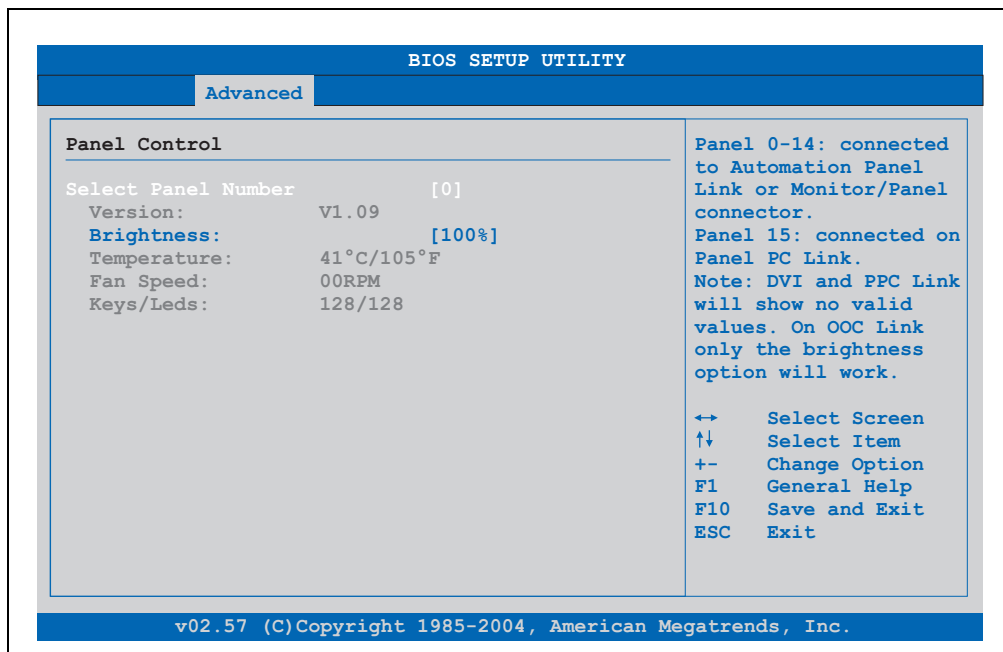 BIOS SETUP UTILITY
Advanced
Panel Control
Select Panel Number [0]
Version: V1.09
Brightness: [100%]
Temperature: 41°C/105°F
Fan Speed: 00RPM
Keys/Leds: 128/128
Panel 0-14: connected
to Automation Panel
Link or Monitor/Panel
connector.
Panel 15: connected on
Panel PC Link.
Note: DVI and PPC Link
will show no valid
values. On OOC Link
only the brightness
option will work.
↔ Select Screen
↑↓ Select Item
+- Change Option
F1 General Help
F10 Save and Exit
ESC Exit
v02.57 (C)Copyright 1985-2004, American Megatrends, Inc.